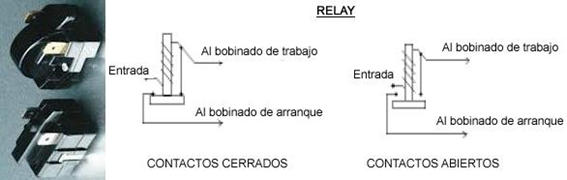 RELAY
Al bobinado de trabajo
Entrada
Al bobinado de arranque
CONTACTOS CERRADOS
Al bobinado de trabajo
Entrada
Al bobinado de arranque
CONTACTOS ABIERTOS